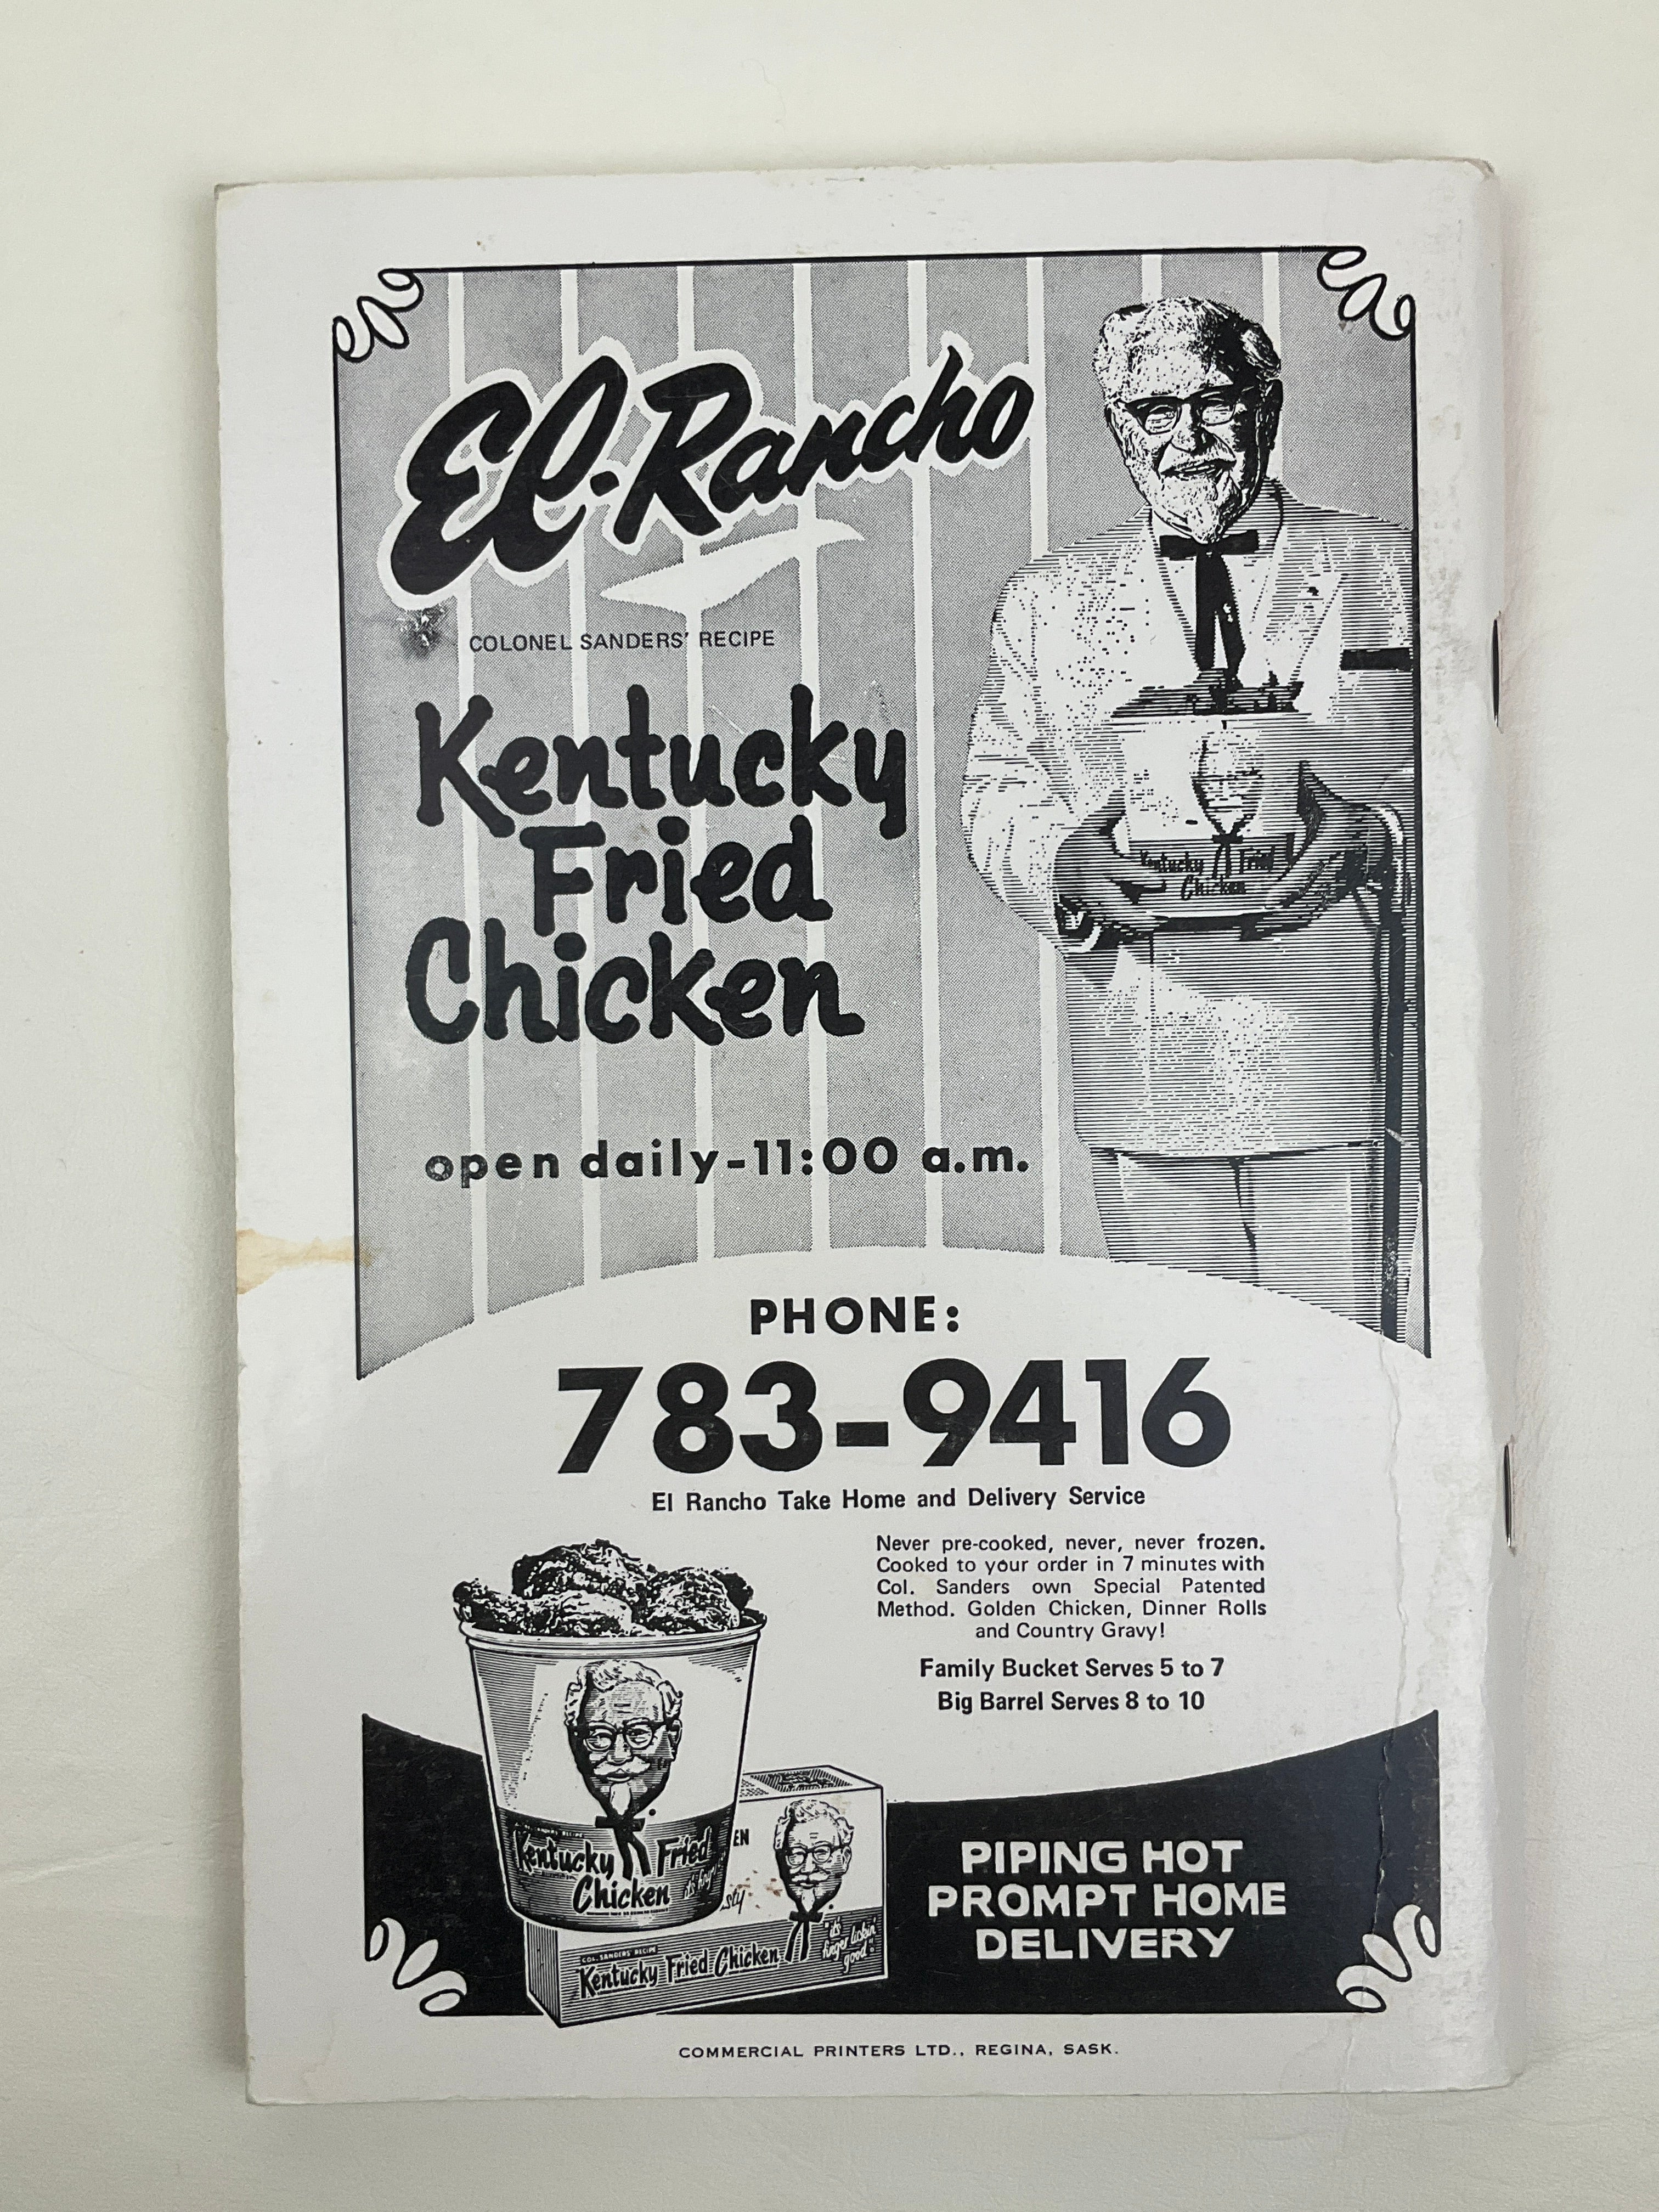 El-Rancho
COLONEL SANDERS' RECIPE
Kentucky
Fried
Chicken
Kentucky Fried
Chicken
open daily-11:00 a.m.
PHONE:
783-9416
El Rancho Take Home and Delivery Service
Never pre-cooked, never, never frozen.
Cooked to your order in 7 minutes with
Col. Sanders own Special Patented
Method. Golden Chicken, Dinner Rolls
and Country Gravy!
Family Bucket Serves 5 to 7
Big Barrel Serves 8 to 10
Kentucky Fried
Chicken
EN
COL. SANDERS' RECIPE
Kentucky Fried Chicken
"it's
finger lickin'
good"
PIPING HOT
PROMPT HOME
DELIVERY
COMMERCIAL PRINTERS LTD., REGINA, SASK.